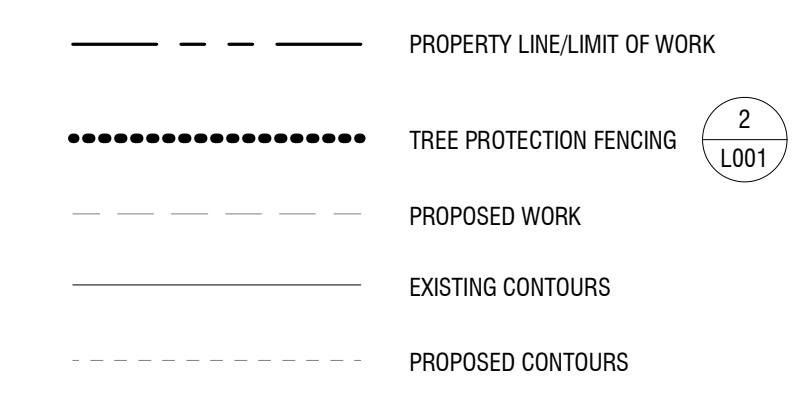 PROPERTY LINE/LIMIT OF WORK
TREE PROTECTION FENCING
2
L001
PROPOSED WORK
EXISTING CONTOURS
PROPOSED CONTOURS